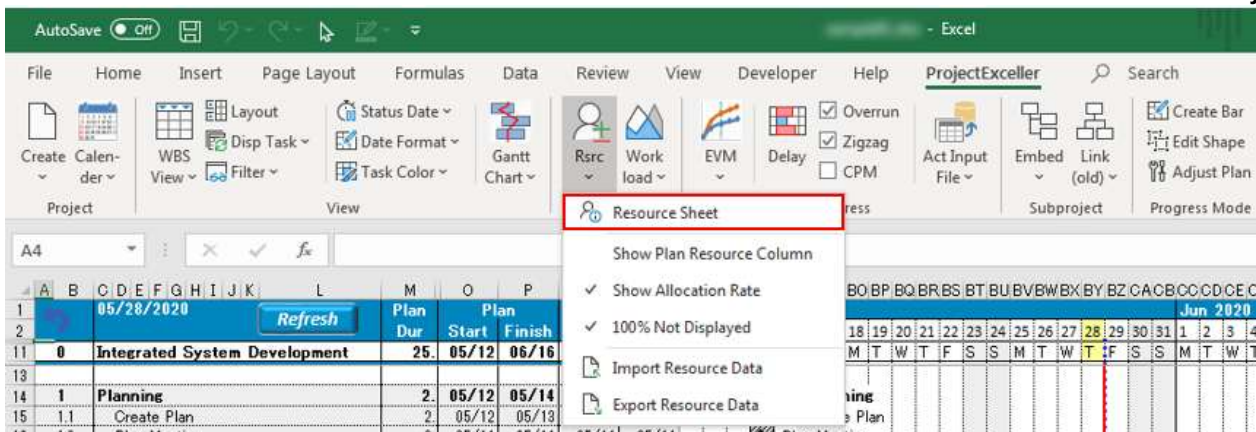 AutoSave Off - Excel
File Home Insert Page Layout Formulas Data Review View Developer Help ProjectExceller Search
Layout Status Date Overrun Create Bar
Disp Task Date Format Zigzag Edit Shape
Create Calen- WBS Filter Task Color Gantt Rsrc Work EVM Delay CPM Act Input Embed Link Adjust Plan
der View Chart load File (old)
Project View ress Subproject Progress Mode
Resource Sheet
A4 fx
Show Plan Resource Column
Show Allocation Rate
100% Not Displayed
Import Resource Data
Export Resource Data
A B C D E F G H I J K L M O P BO BP BQ BR BS BT BU BV BW BX BY BZ CA CB CC CD CE
1 05/28/2020 Refresh Plan Plan Jun 2020
2 Dur Start Finish 18 19 20 21 22 23 24 25 26 27 28 29 30 31 1 2 3 4
11 0 Integrated System Development 25. 05/12 06/16 M T W T F S S M T W T F S S M T W T
13
14 1 Planning 2. 05/12 05/14 ing
15 1.1 Create Plan 2. 05/12 05/13 e Plan